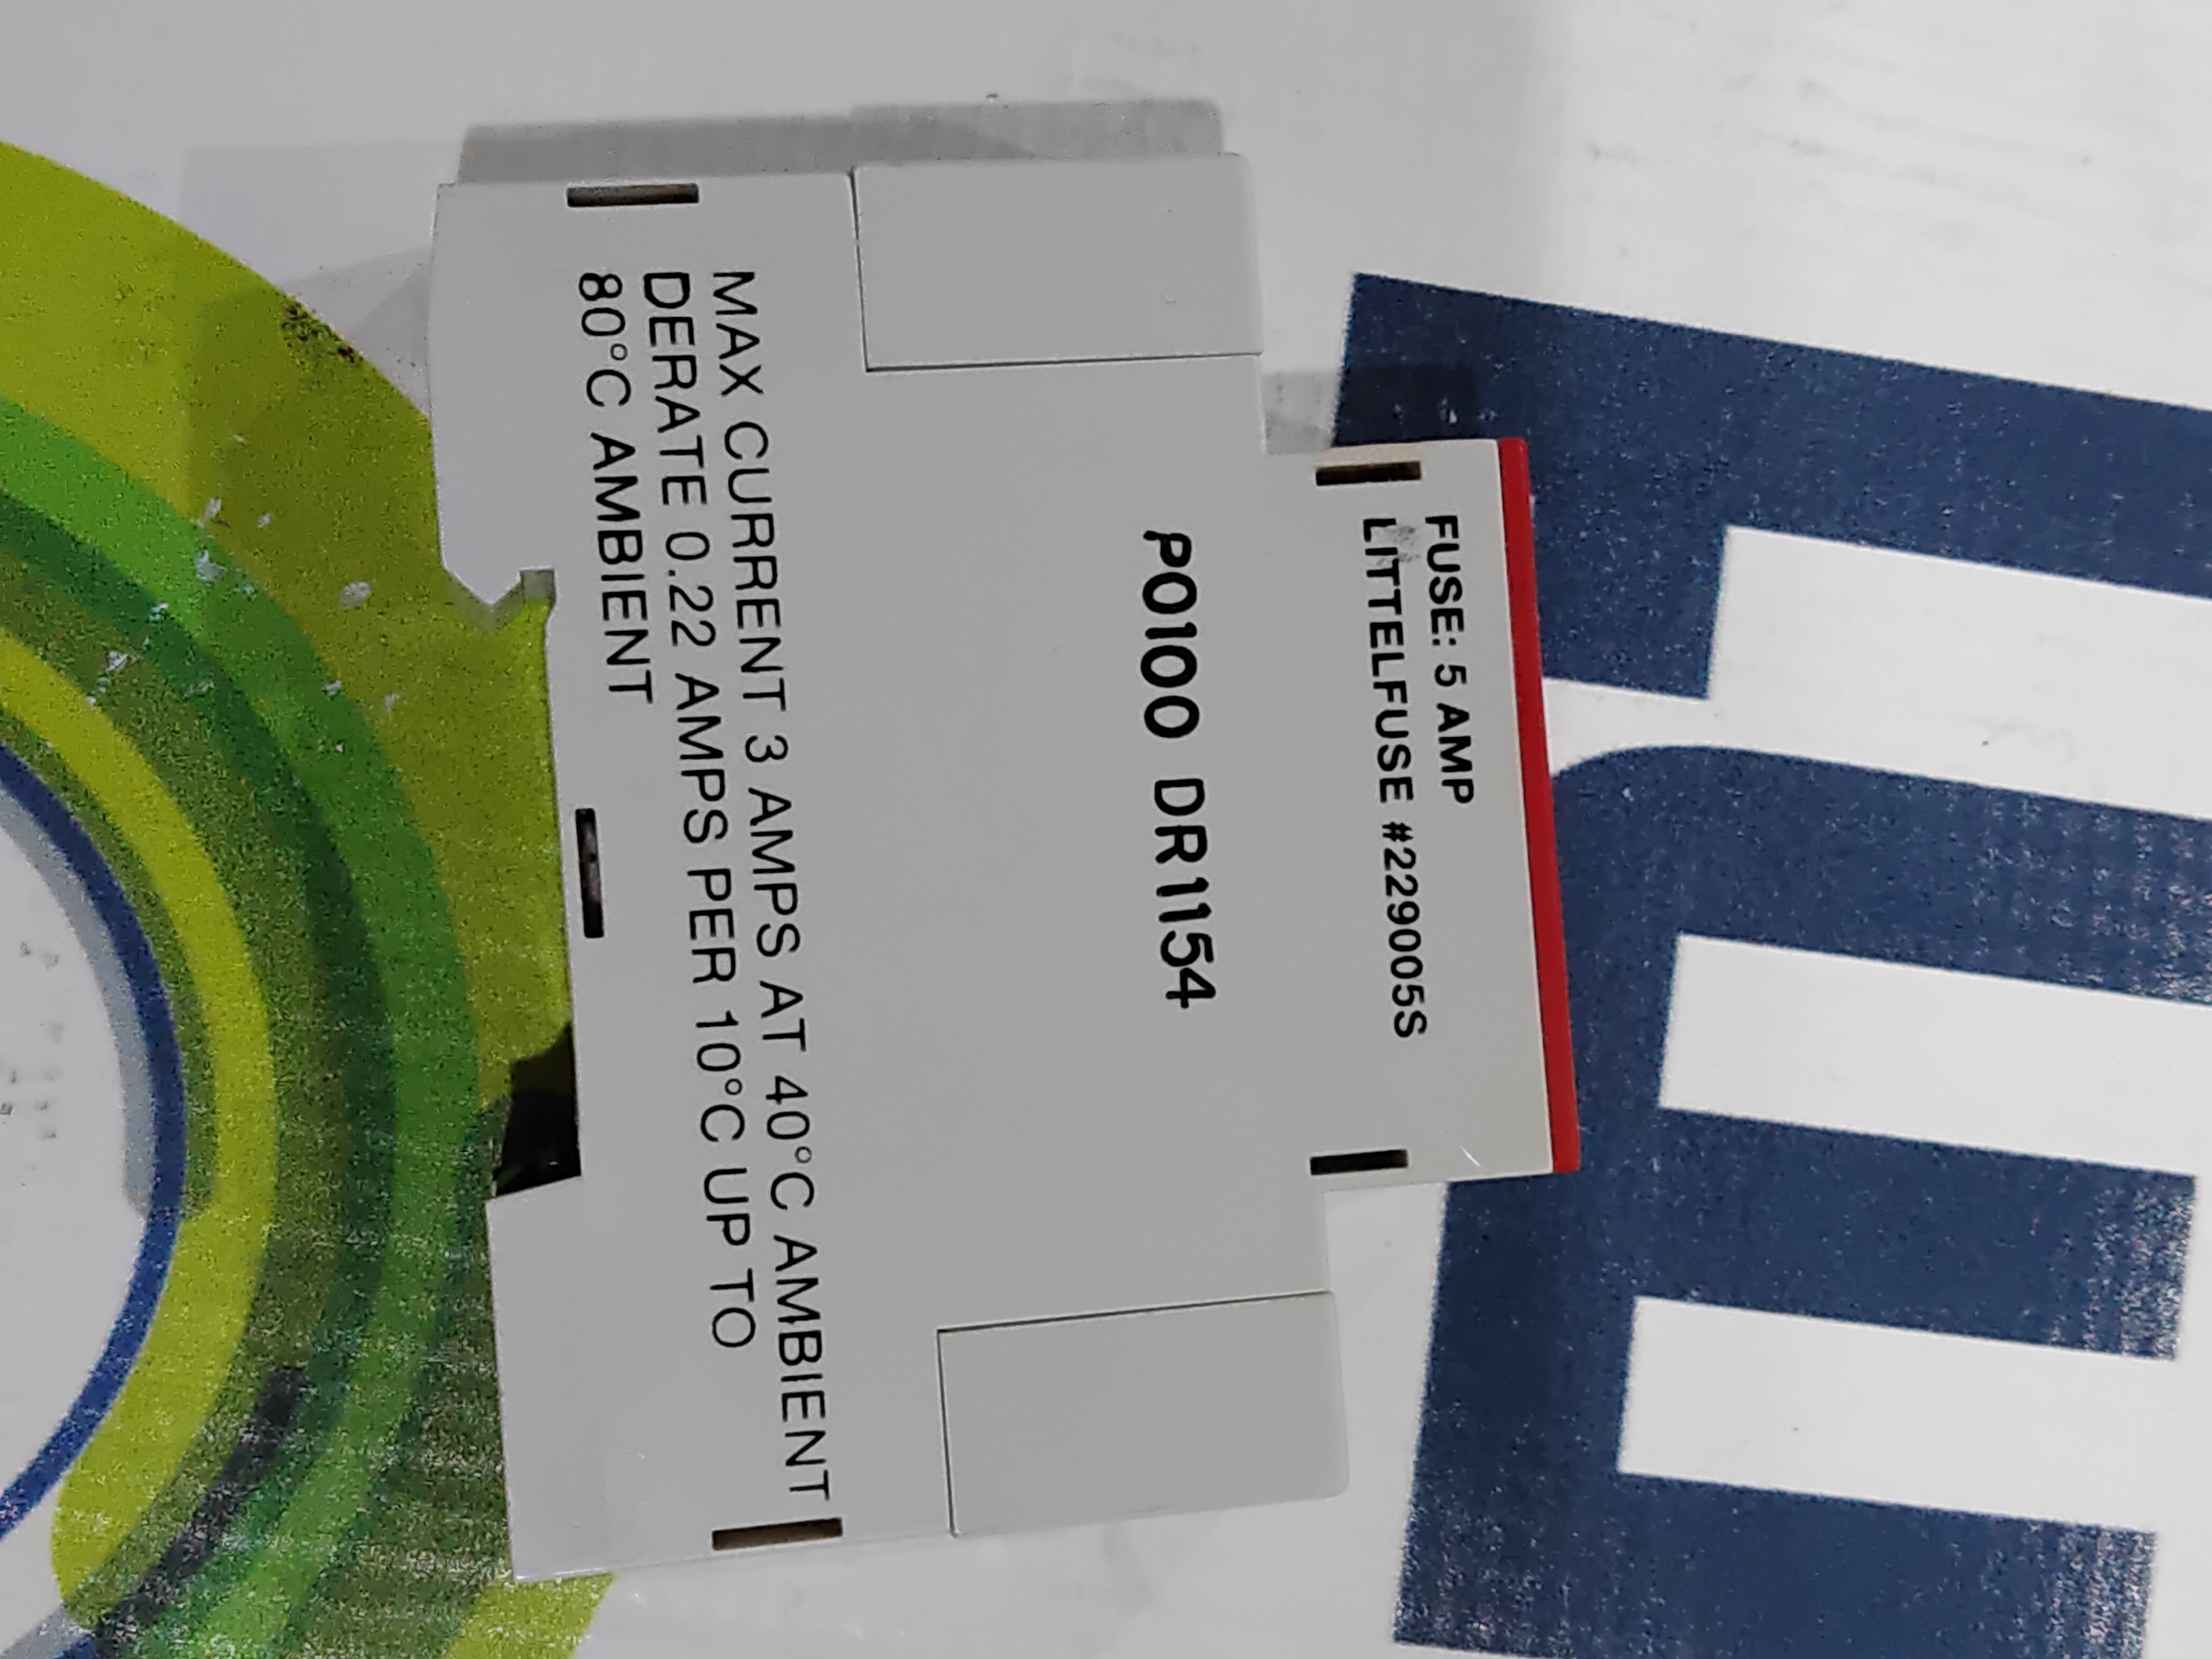 FUSE: 5 AMP
LITTELFUSE #229005S
P0100 DR1154
MAX CURRENT 3 AMPS AT 40°C AMBIENT
DERATE 0.22 AMPS PER 10°C UP TO
80°C AMBIENT